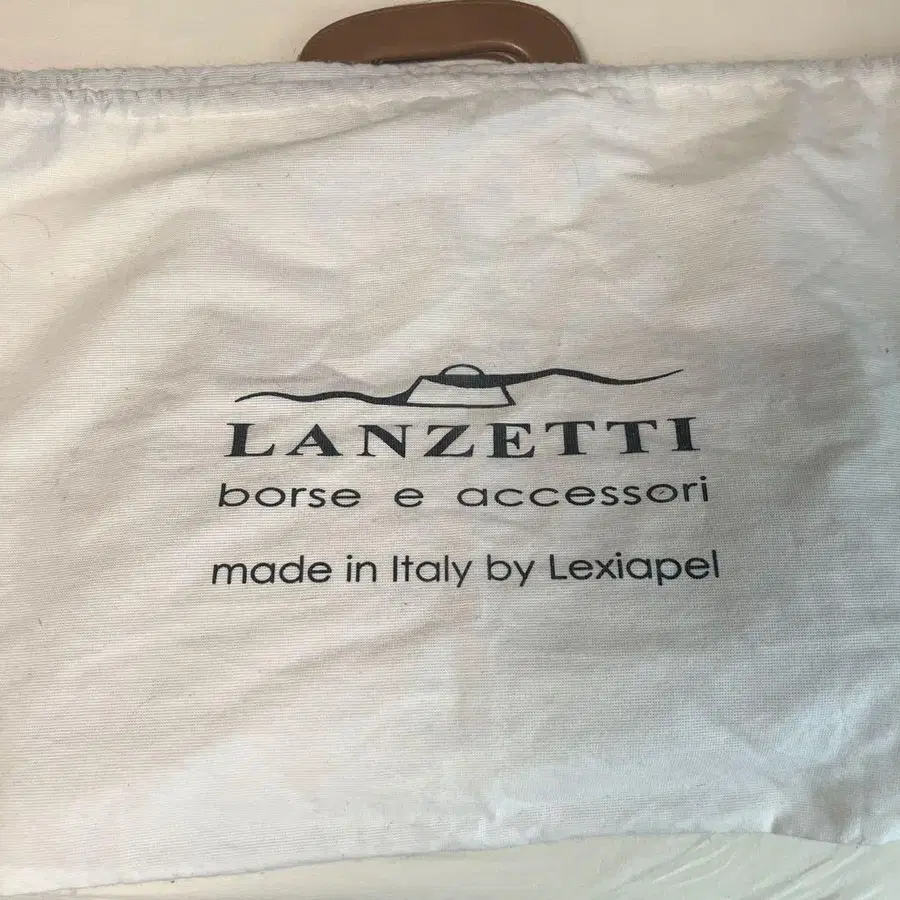 LANZETTI
borse e accessori
made in Italy by Lexiapel